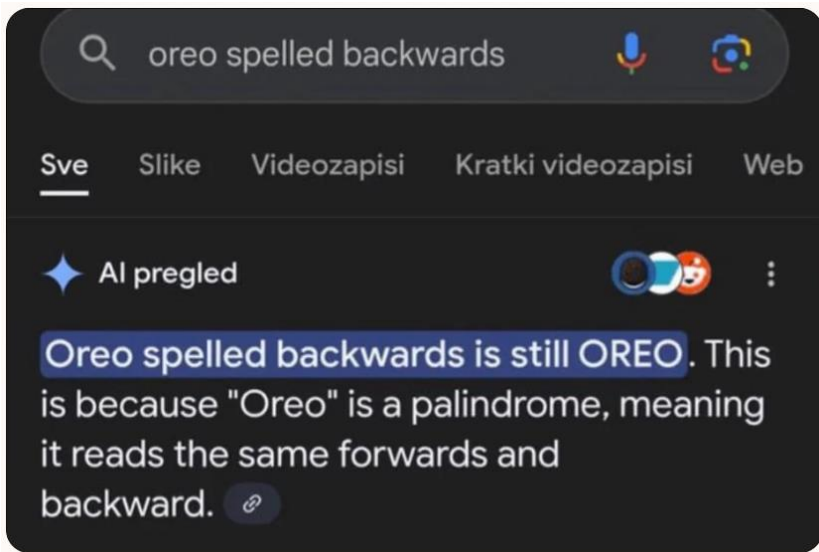 oreo spelled backwards
Sve Slike Videozapisi Kratki videozapisi Web
AI pregled
Oreo spelled backwards is still OREO. This
is because "Oreo" is a palindrome, meaning
it reads the same forwards and
backward.